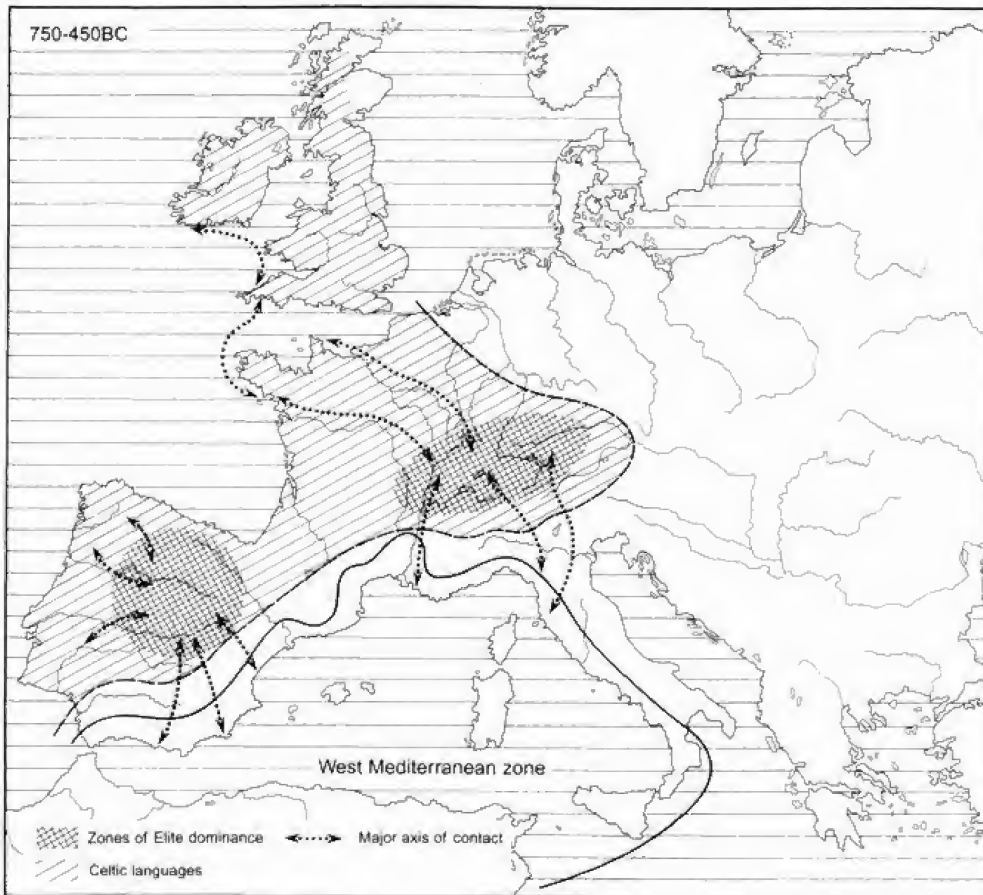 750-450BC
West Mediterranean zone
Zones of Elite dominance
Major axis of contact
Celtic languages